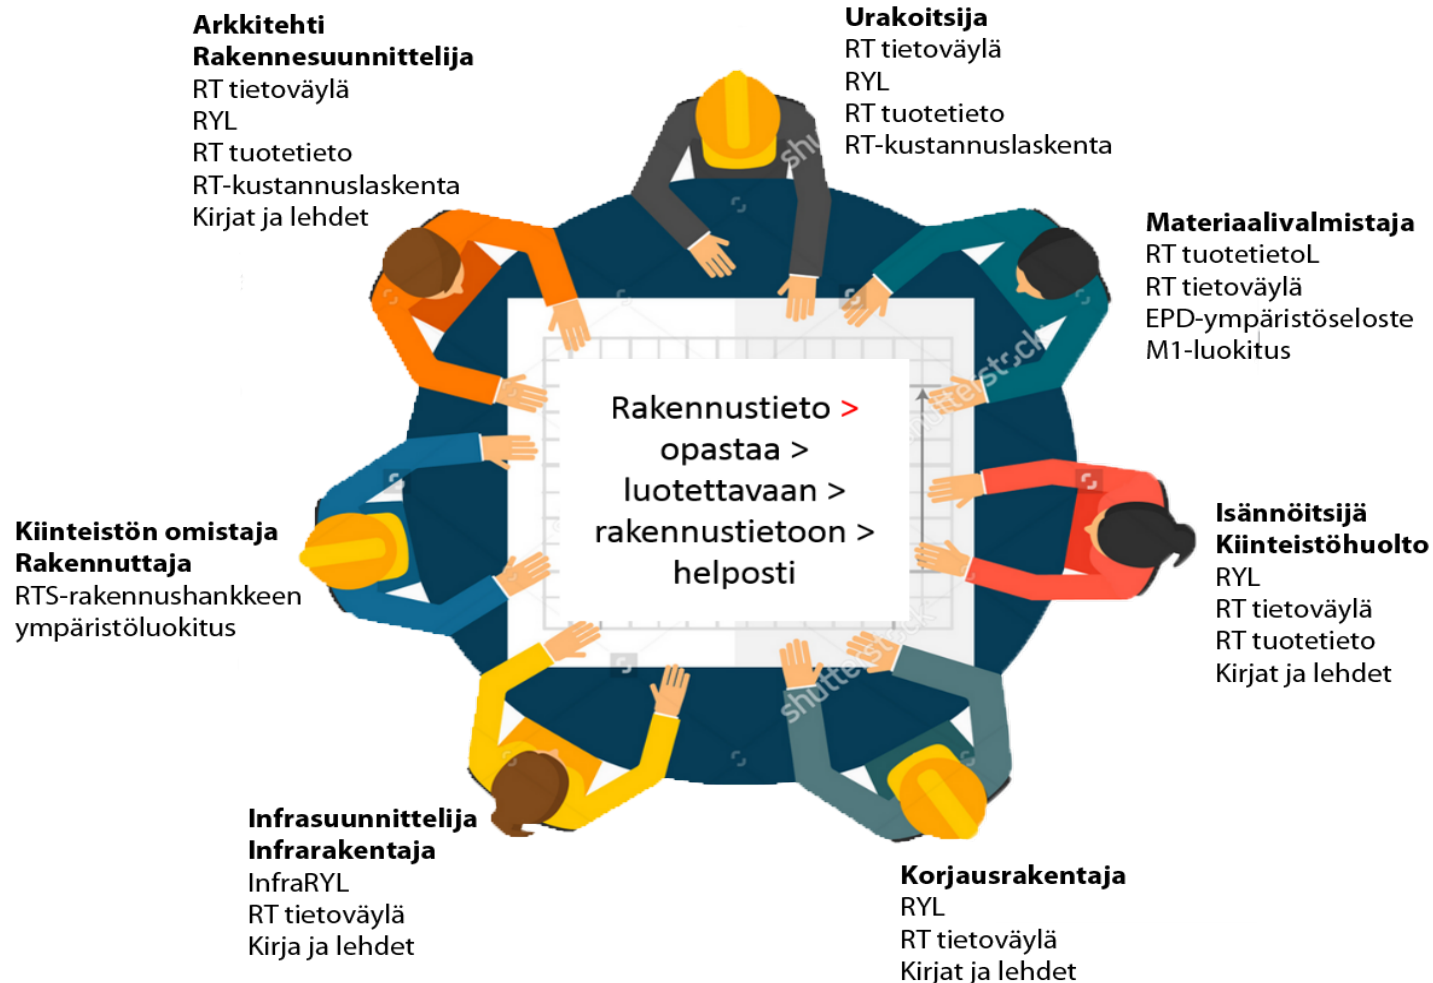 Arkkitehti
Rakennesuunnittelija
RT tietoväylä
RYL
RT tuotetieto
RT-kustannuslaskenta
Kirjat ja lehdet
Urakoitsija
RT tietoväylä
RYL
RT tuotetieto
RT-kustannuslaskenta
Materiaalivalmistaja
RT tuotetietoL
RT tietoväylä
EPD-ympäristöseloste
M1-luokitus
Rakennustieto >
opastaa >
luotettavaan >
rakennustietoon >
helposti
Kiinteistön omistaja
Rakennuttaja
RTS-rakennushankkeen
ympäristöluokitus
Isännöitsijä
Kiinteistöhuolto
RYL
RT tietoväylä
RT tuotetieto
Kirjat ja lehdet
Infrasuunnittelija
Infrarakentaja
InfraRYL
RT tietoväylä
Kirja ja lehdet
Korjausrakentaja
RYL
RT tietoväylä
Kirjat ja lehdet
shutterstock